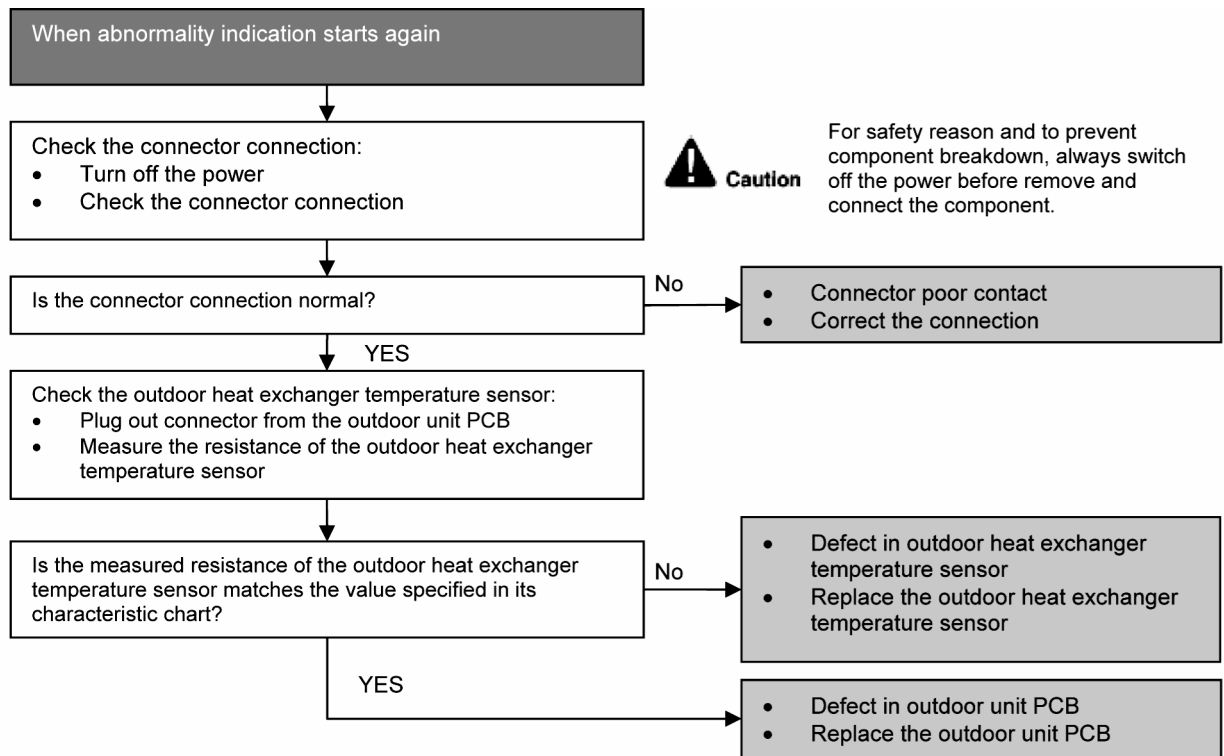 When abnormality indication starts again
Check the connector connection:
• Turn off the power
• Check the connector connection
Caution
For safety reason and to prevent
component breakdown, always switch
off the power before remove and
connect the component.
Is the connector connection normal?
No
• Connector poor contact
• Correct the connection
YES
Check the outdoor heat exchanger temperature sensor:
• Plug out connector from the outdoor unit PCB
• Measure the resistance of the outdoor heat exchanger
temperature sensor
Is the measured resistance of the outdoor heat exchanger
temperature sensor matches the value specified in its
characteristic chart?
No
• Defect in outdoor heat exchanger
temperature sensor
• Replace the outdoor heat exchanger
temperature sensor
YES
• Defect in outdoor unit PCB
• Replace the outdoor unit PCB